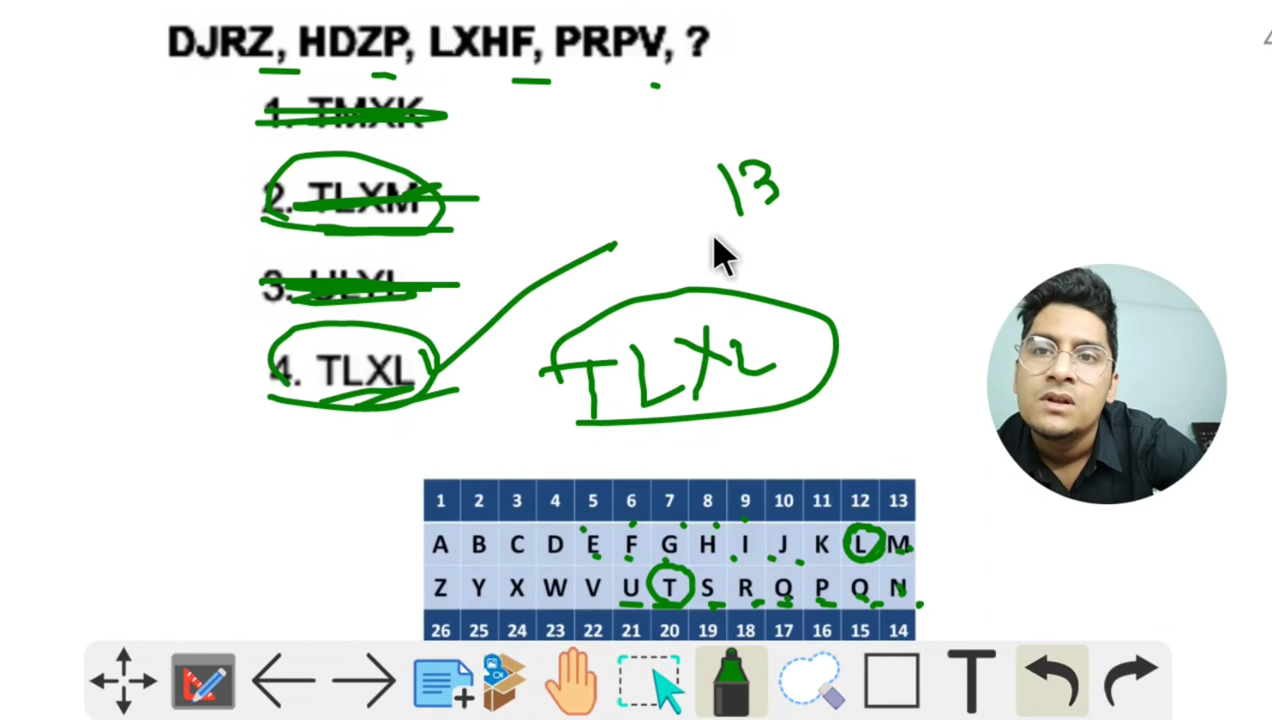 DJRZ, HDZP, LXHF, PRPV, ?
1. TMXK
2. TLXM
3. ULYL
4. TLXL
13
TLXL
1 2 3 4 5 6 7 8 9 10 11 12 13
A B C D E F G H I J K L M
Z Y X W V U T S R Q P O N
26 25 24 23 22 21 20 19 18 17 16 15 14
T